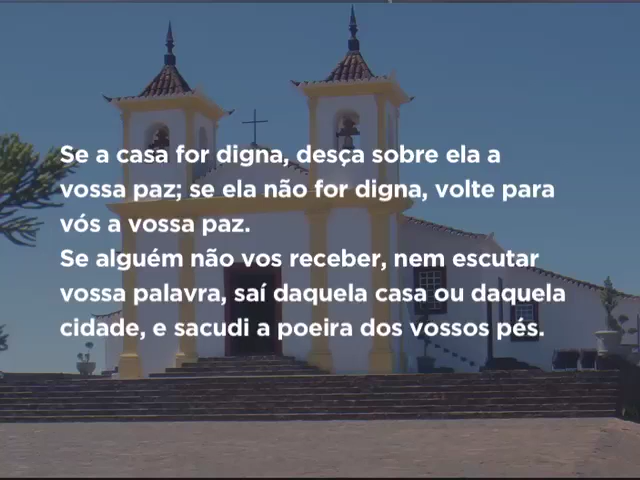 Se a casa for digna, desça sobre ela a
vossa paz; se ela não for digna, volte para
vós a vossa paz.
Se alguém não vos receber, nem escutar
vossa palavra, saí daquela casa ou daquela
cidade, e sacudi a poeira dos vossos pés.